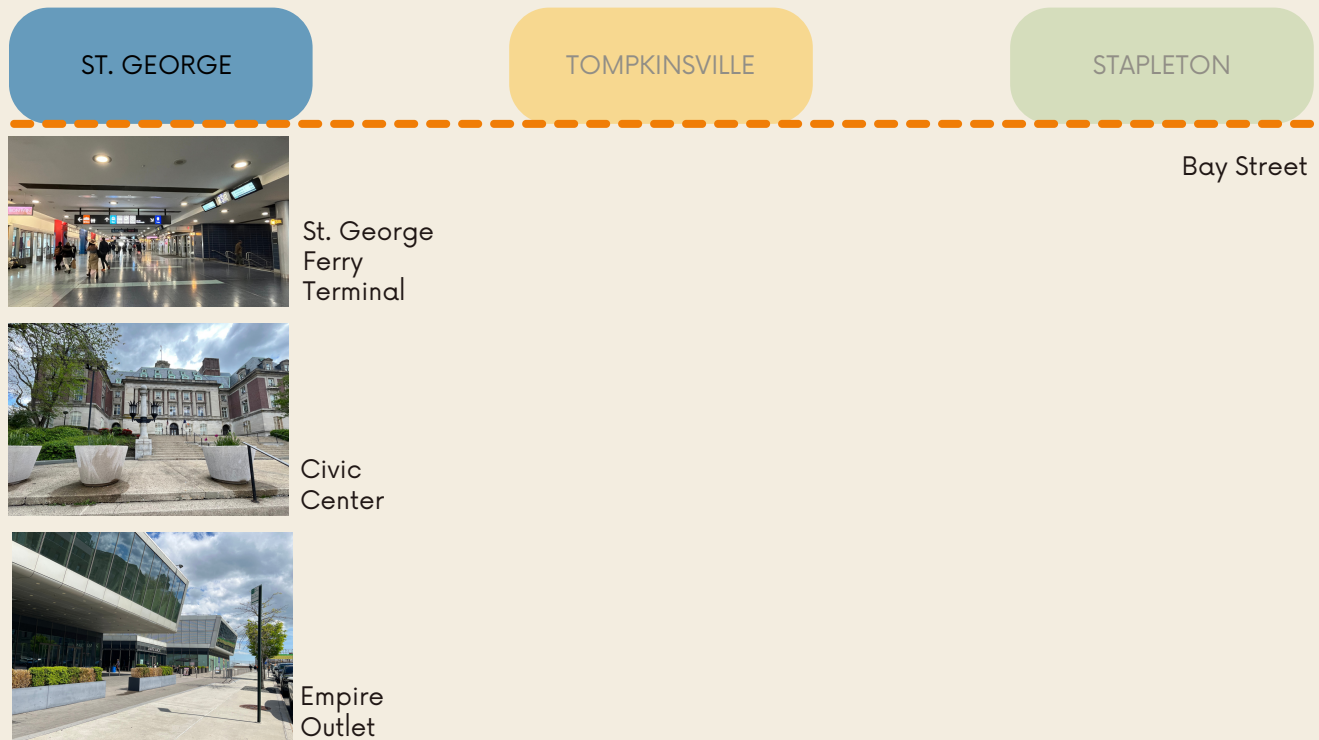 ST. GEORGE
TOMPKINSVILLE
STAPLETON
Bay Street
St. George
Ferry
Terminal
Civic
Center
Empire
Outlet